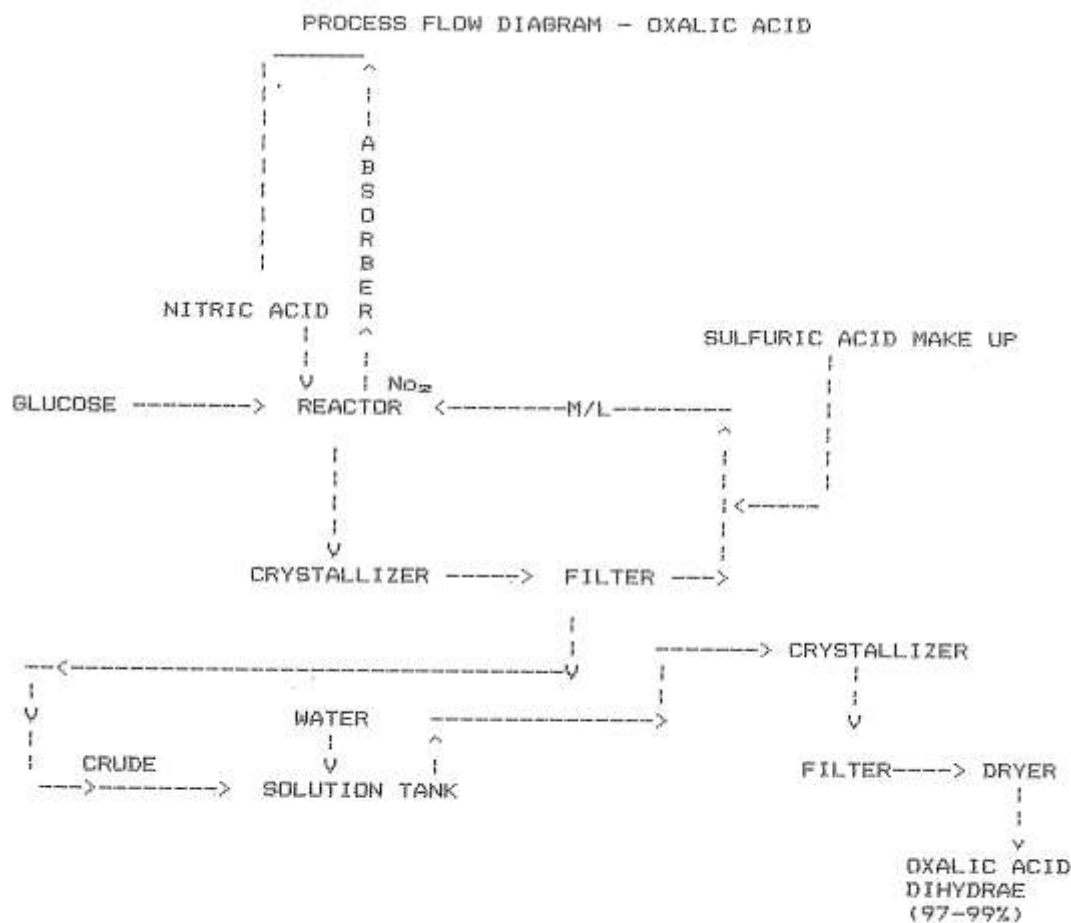 PROCESS FLOW DIAGRAM - OXALIC ACID
ABSORBER
NITRIC ACID
SULFURIC ACID MAKE UP
No₂
GLUCOSE
REACTOR
M/L
CRYSTALLIZER
FILTER
CRYSTALLIZER
WATER
CRUDE
SOLUTION TANK
FILTER
DRYER
OXALIC ACID
DIHYDRAE
(97-99%)